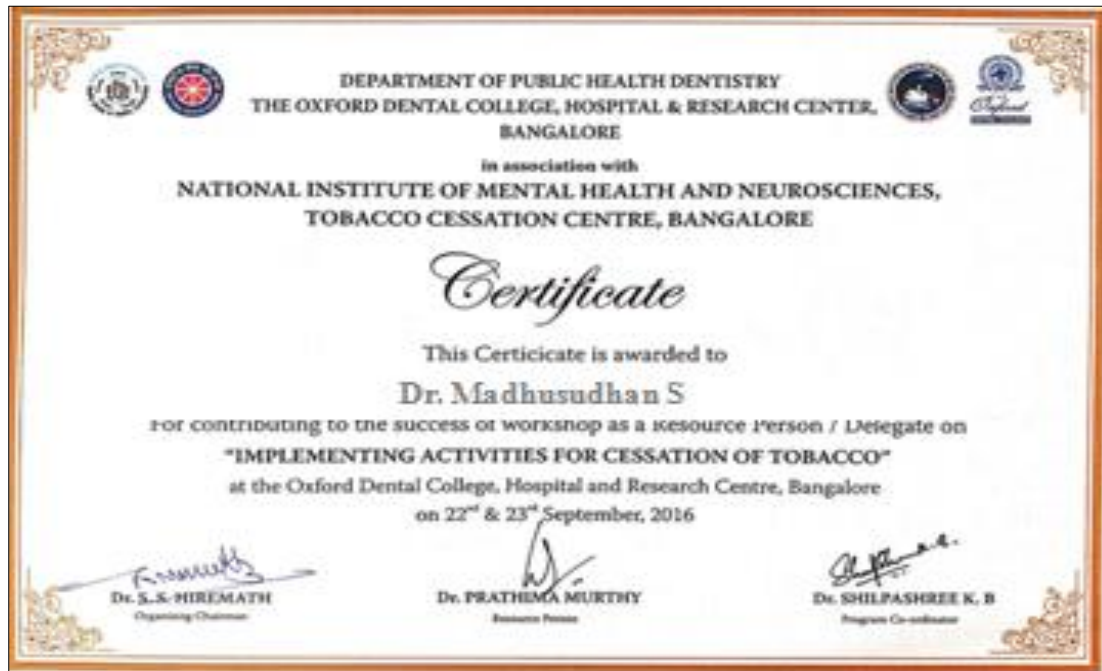 DEPARTMENT OF PUBLIC HEALTH DENTISTRY
THE OXFORD DENTAL COLLEGE, HOSPITAL & RESEARCH CENTER,
BANGALORE
in association with
NATIONAL INSTITUTE OF MENTAL HEALTH AND NEUROSCIENCES,
TOBACCO CESSATION CENTRE, BANGALORE
Certificate
This Certicicate is awarded to
Dr. Madhusudhan S
For contributing to the success of workshop as a Resource Person / Delegate on
"IMPLEMENTING ACTIVITIES FOR CESSATION OF TOBACCO"
at the Oxford Dental College, Hospital and Research Centre, Bangalore
on 22nd & 23rd September, 2016
Dr. S.S. HIREMATH
Organizing Chairman
Dr. PRATHIMA MURTHY
Resource Person
Dr. SHILPASHREE K. B
Program Co-ordinator
Oxford